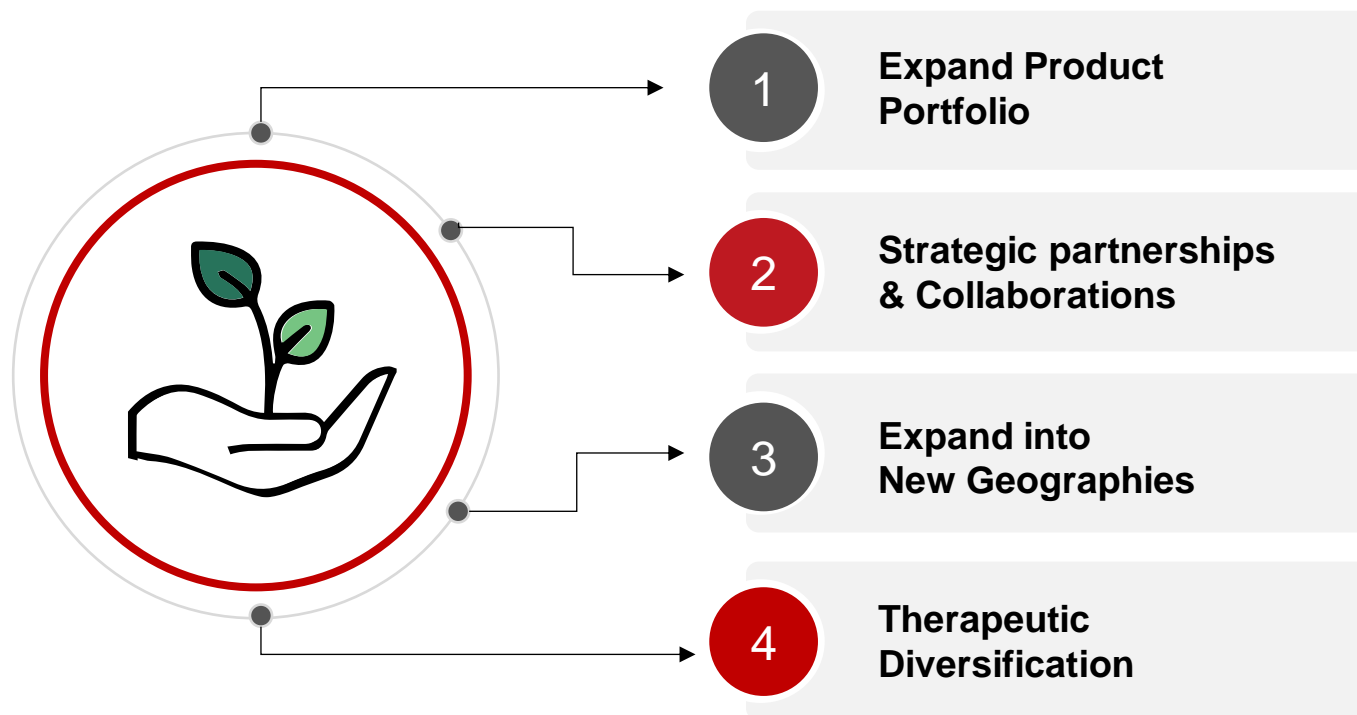 1
Expand Product
Portfolio
2
Strategic partnerships
& Collaborations
3
Expand into
New Geographies
4
Therapeutic
Diversification